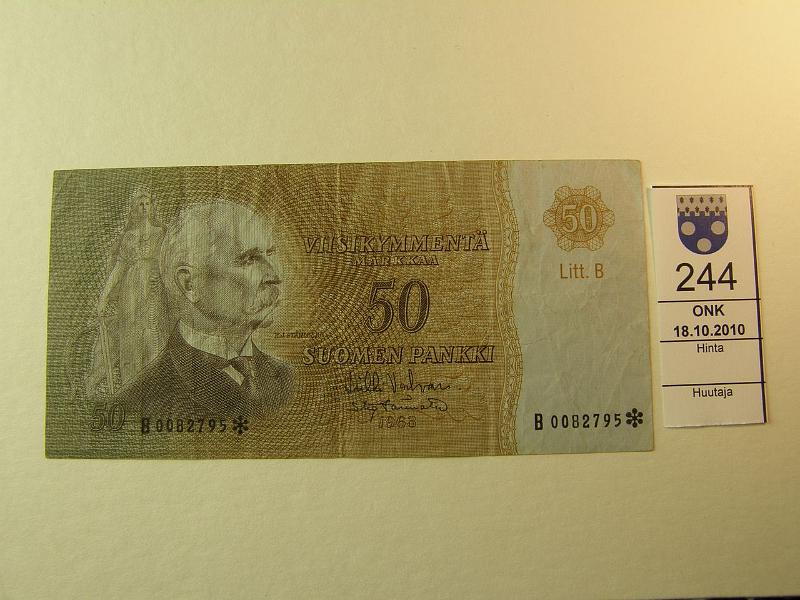 VIISIKYMMENTÄ
MARKKAA
50
SUOMEN PANKKI
1963
50
B 0082795*
50
Litt. B
B 0082795*
244
ONK
18.10.2010
Hinta
Huutaja